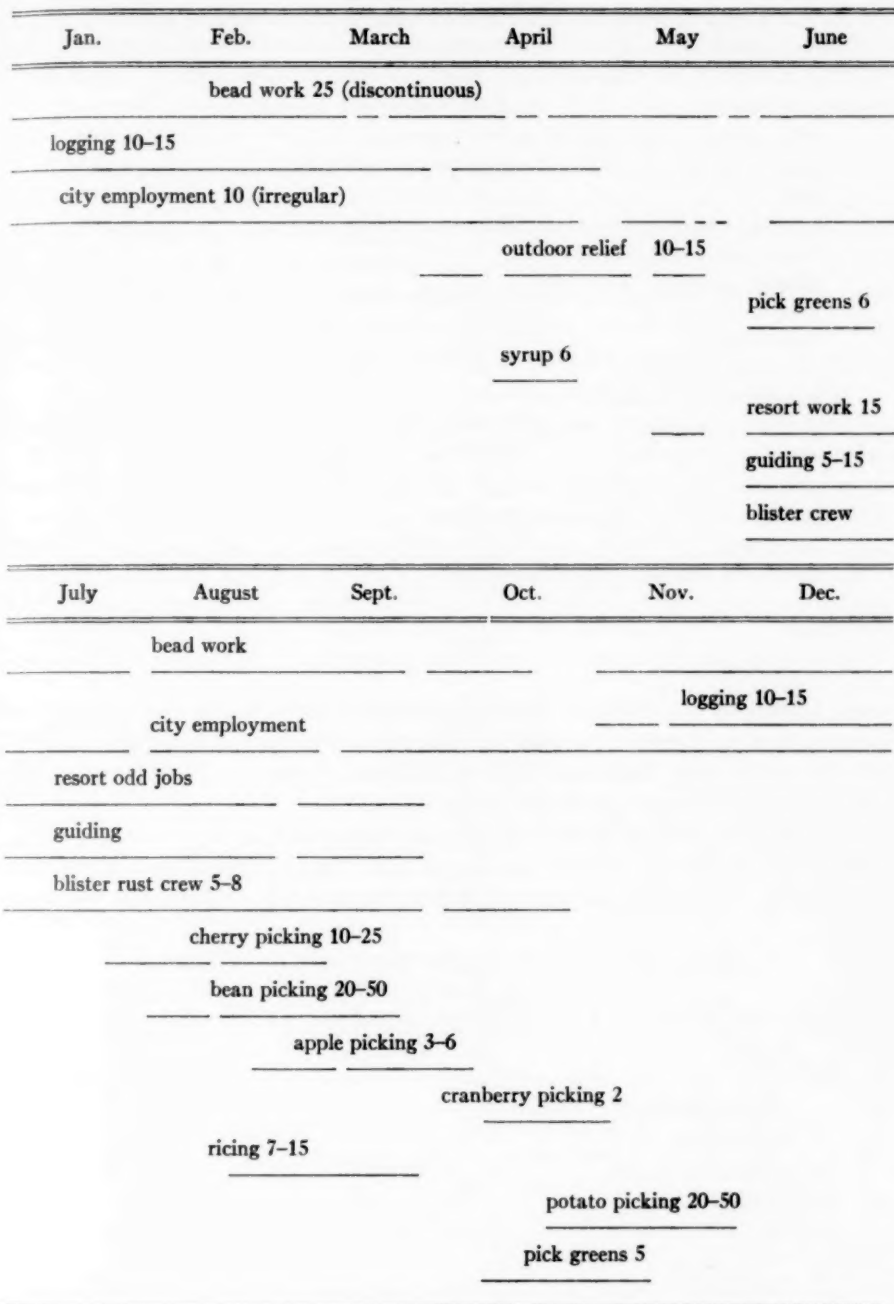 Jan. Feb. March April May June
bead work 25 (discontinuous)
logging 10–15
city employment 10 (irregular)
outdoor relief 10–15
pick greens 6
syrup 6
resort work 15
guiding 5–15
blister crew
July August Sept. Oct. Nov. Dec.
bead work
logging 10–15
city employment
resort odd jobs
guiding
blister rust crew 5–8
cherry picking 10–25
bean picking 20–50
apple picking 3–6
cranberry picking 2
ricing 7–15
potato picking 20–50
pick greens 5